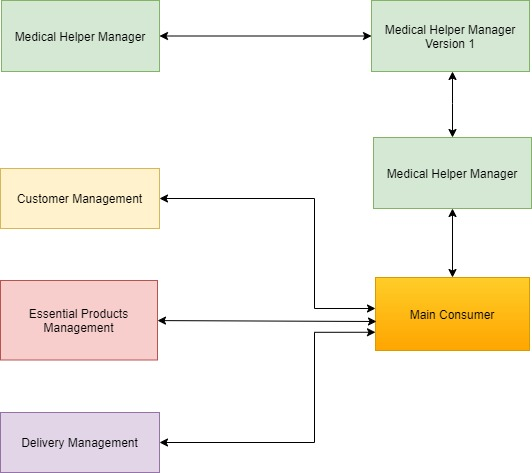 Medical Helper Manager
Medical Helper Manager
Version 1
Medical Helper Manager
Customer Management
Essential Products
Management
Main Consumer
Delivery Management